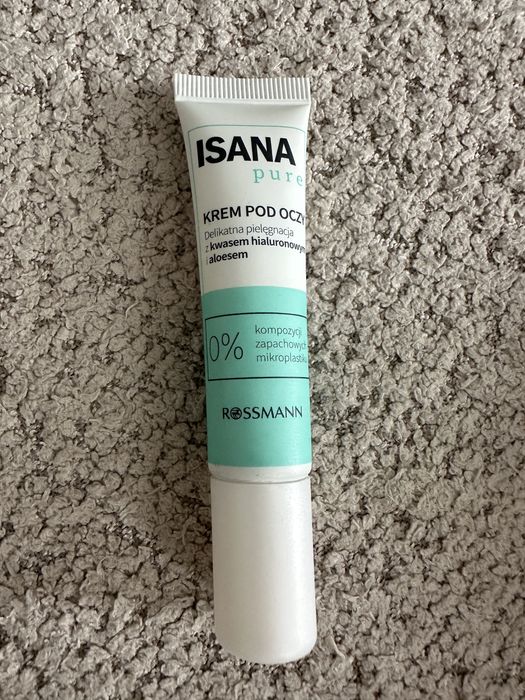 ISANA
pure
KREM POD OCZY
Delikatna pielęgnacja
z kwasem hialuronowym
i aloesem
0%
kompozycji
zapachowych
mikroplastiku
ROSSMANN